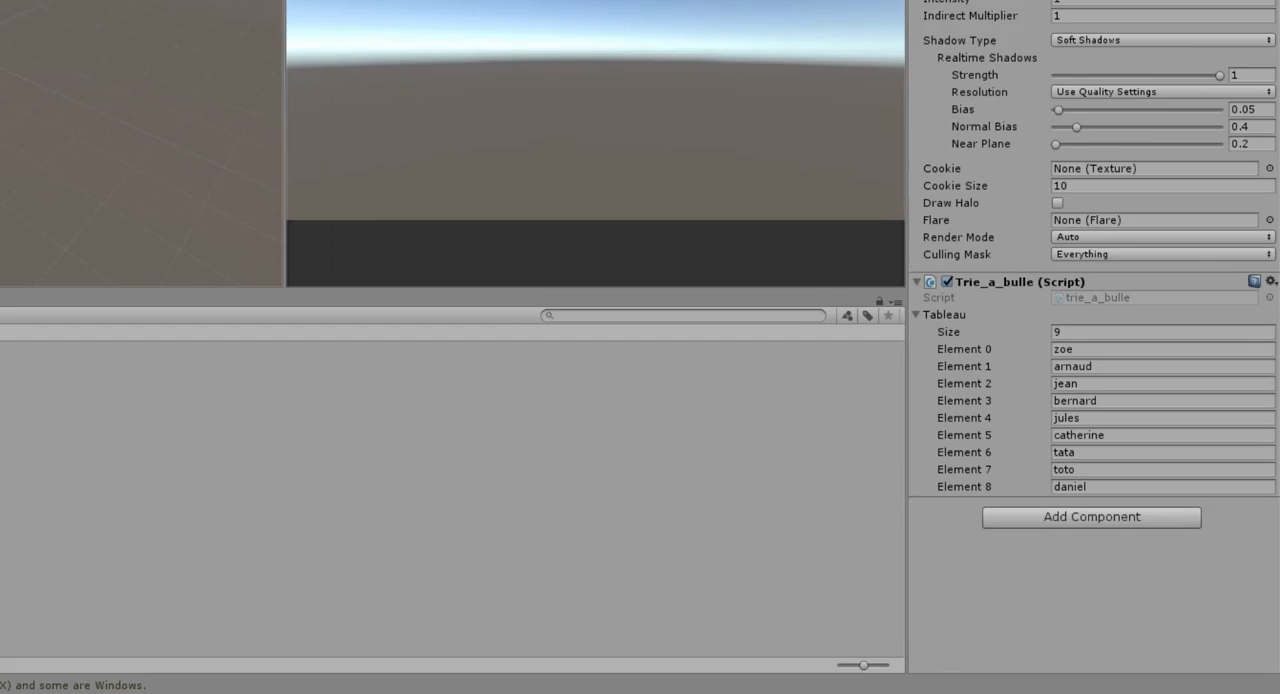 Intensity 1
Indirect Multiplier 1
Shadow Type Soft Shadows
Realtime Shadows
Strength 1
Resolution Use Quality Settings
Bias 0.05
Normal Bias 0.4
Near Plane 0.2
Cookie None (Texture)
Cookie Size 10
Draw Halo
Flare None (Flare)
Render Mode Auto
Culling Mask Everything
Trie_a_bulle (Script)
Script trie_a_bulle
Tableau
Size 9
Element 0 zoe
Element 1 arnaud
Element 2 jean
Element 3 bernard
Element 4 jules
Element 5 catherine
Element 6 tata
Element 7 toto
Element 8 daniel
Add Component
X) and some are Windows.